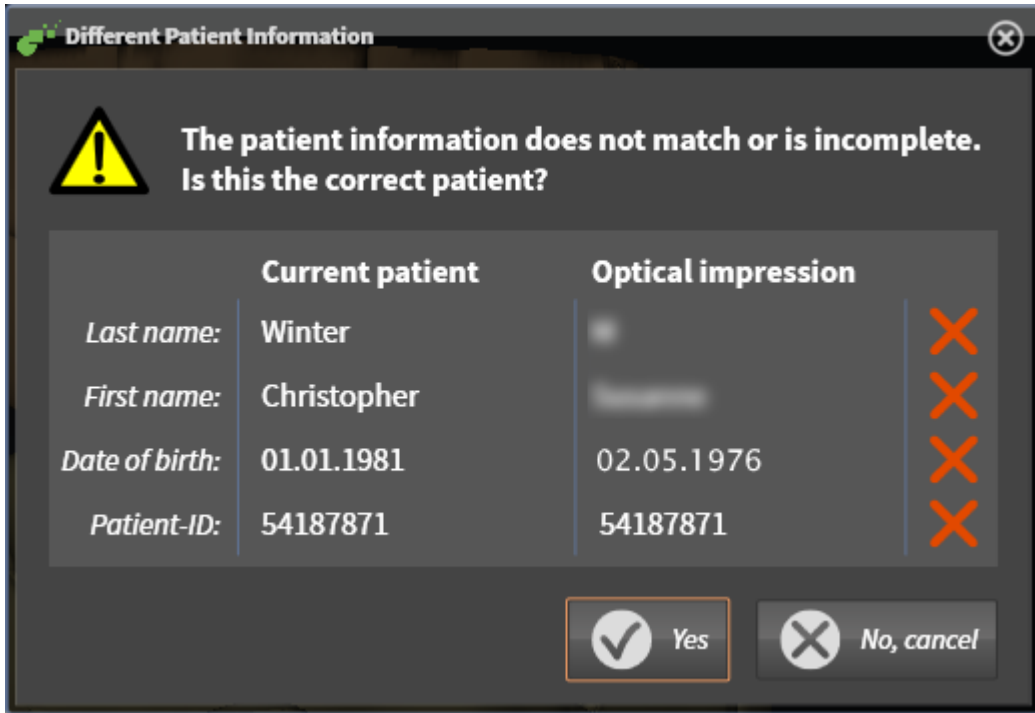 Different Patient Information
The patient information does not match or is incomplete.
Is this the correct patient?
Current patient Optical impression
Last name: Winter
First name: Christopher
Date of birth: 01.01.1981 02.05.1976
Patient-ID: 54187871 54187871
Yes No, cancel